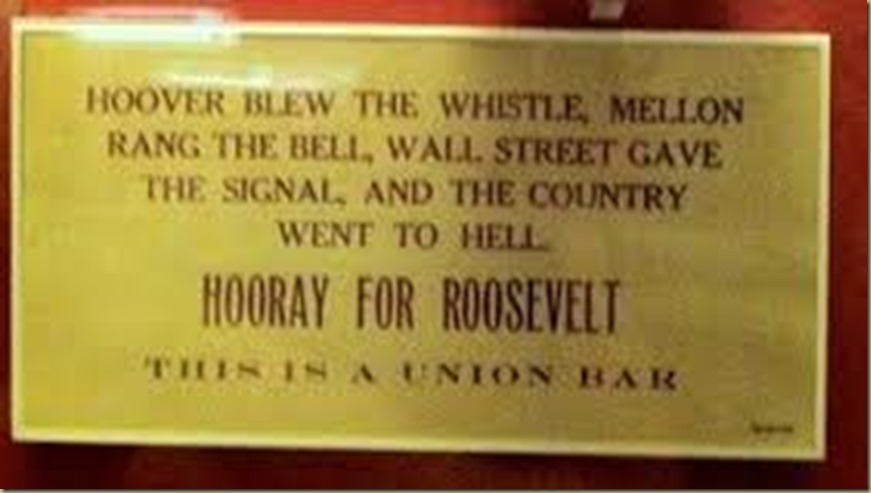 HOOVER BLEW THE WHISTLE, MELLON
RANG THE BELL, WALL STREET GAVE
THE SIGNAL, AND THE COUNTRY
WENT TO HELL.
HOORAY FOR ROOSEVELT
THIS IS A UNION BAR